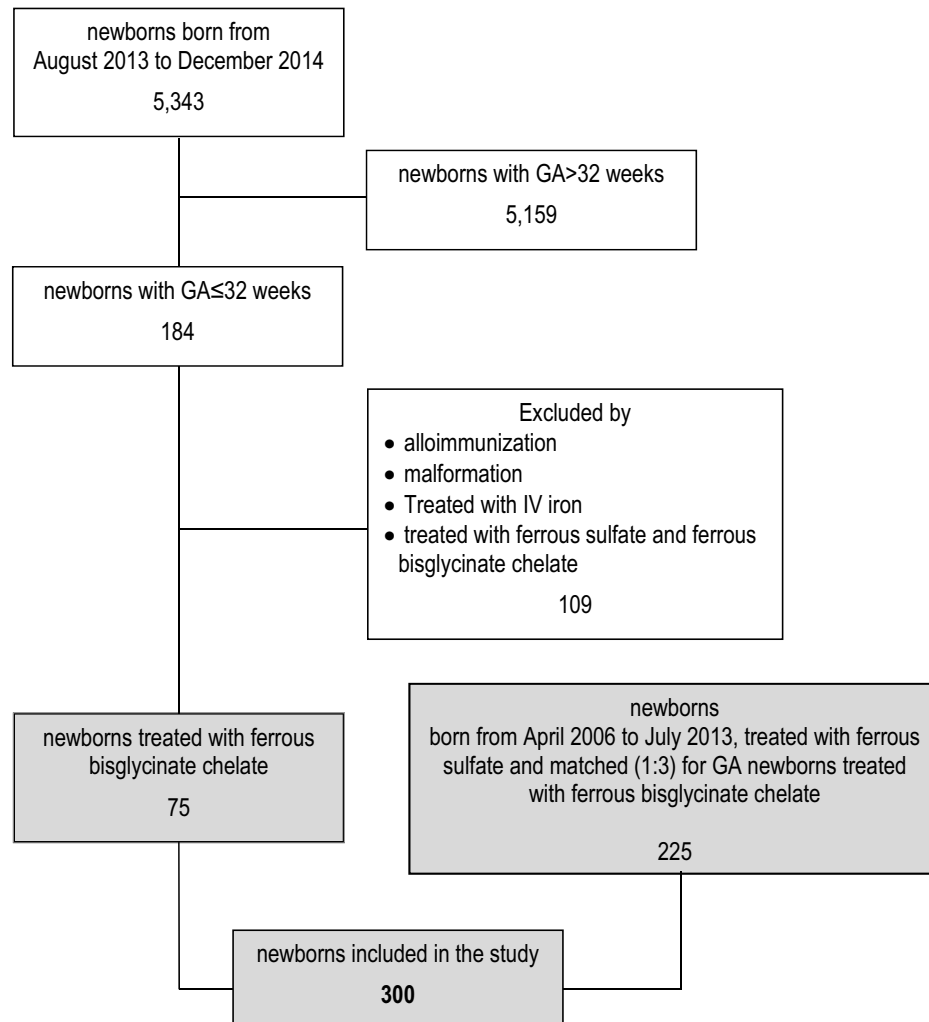 newborns born from
August 2013 to December 2014
5,343
newborns with GA>32 weeks
5,159
newborns with GA≤32 weeks
184
Excluded by
• alloimmunization
• malformation
• Treated with IV iron
• treated with ferrous sulfate and ferrous
bisglycinate chelate
109
newborns treated with ferrous
bisglycinate chelate
75
newborns
born from April 2006 to July 2013, treated with ferrous
sulfate and matched (1:3) for GA newborns treated
with ferrous bisglycinate chelate
225
newborns included in the study
300